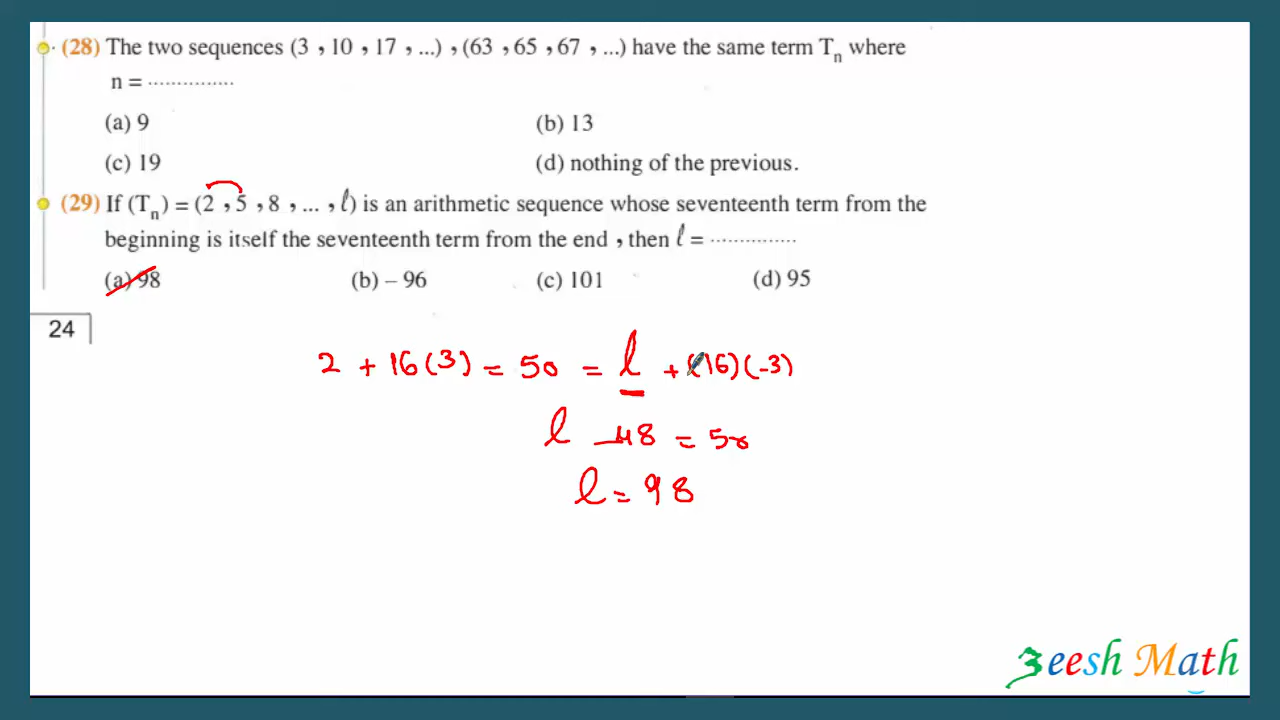 (28) The two sequences (3 , 10 , 17 , ...) , (63 , 65 , 67 , ...) have the same term Tn where
n = ...............
(a) 9 (b) 13
(c) 19 (d) nothing of the previous.
(29) If (Tn) = (2 , 5 , 8 , ... , l) is an arithmetic sequence whose seventeenth term from the
beginning is itself the seventeenth term from the end , then l = ...............
(a) 98 (b) – 96 (c) 101 (d) 95
24
2 + 16(3) = 50 = l + (16)(-3)
l - 48 = 50
l = 98
Zeesh Math